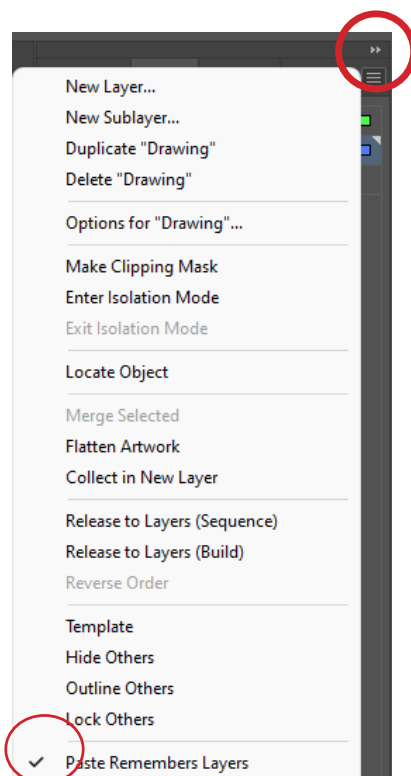 New Layer...
New Sublayer...
Duplicate "Drawing"
Delete "Drawing"
Options for "Drawing"...
Make Clipping Mask
Enter Isolation Mode
Exit Isolation Mode
Locate Object
Merge Selected
Flatten Artwork
Collect in New Layer
Release to Layers (Sequence)
Release to Layers (Build)
Reverse Order
Template
Hide Others
Outline Others
Lock Others
Paste Remembers Layers